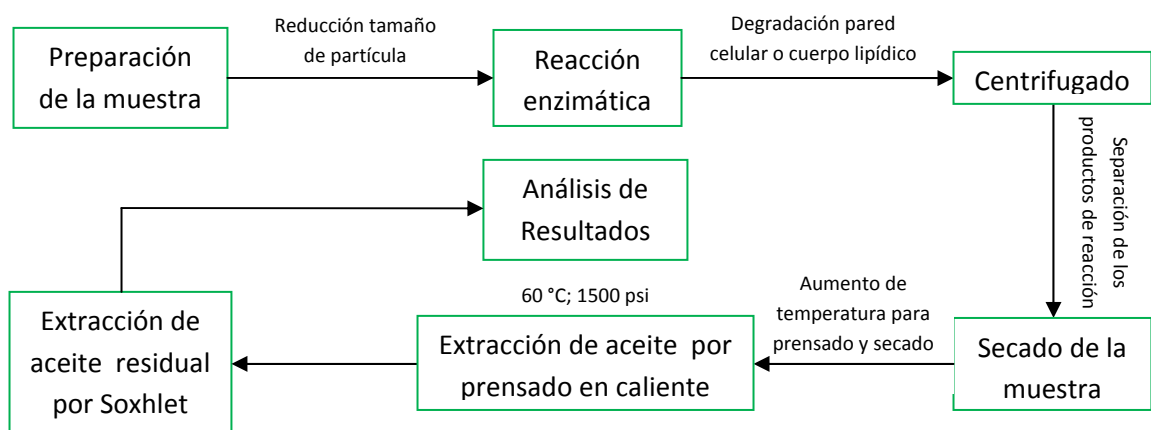 Preparación
de la muestra
Reducción tamaño
de partícula
Reacción
enzimática
Degradación pared
celular o cuerpo lipídico
Centrifugado
Separación de los
productos de reacción
Secado de la
muestra
Aumento de
temperatura para
prensado y secado
60 °C; 1500 psi
Extracción de aceite por
prensado en caliente
Extracción de
aceite residual
por Soxhlet
Análisis de
Resultados